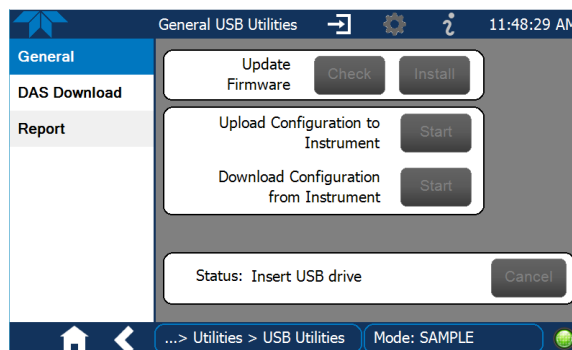 General USB Utilities
11:48:29 AM
General
DAS Download
Report
Update
Firmware
Check
Install
Upload Configuration to
Instrument
Start
Download Configuration
from Instrument
Start
Status: Insert USB drive
Cancel
...> Utilities > USB Utilities
Mode: SAMPLE